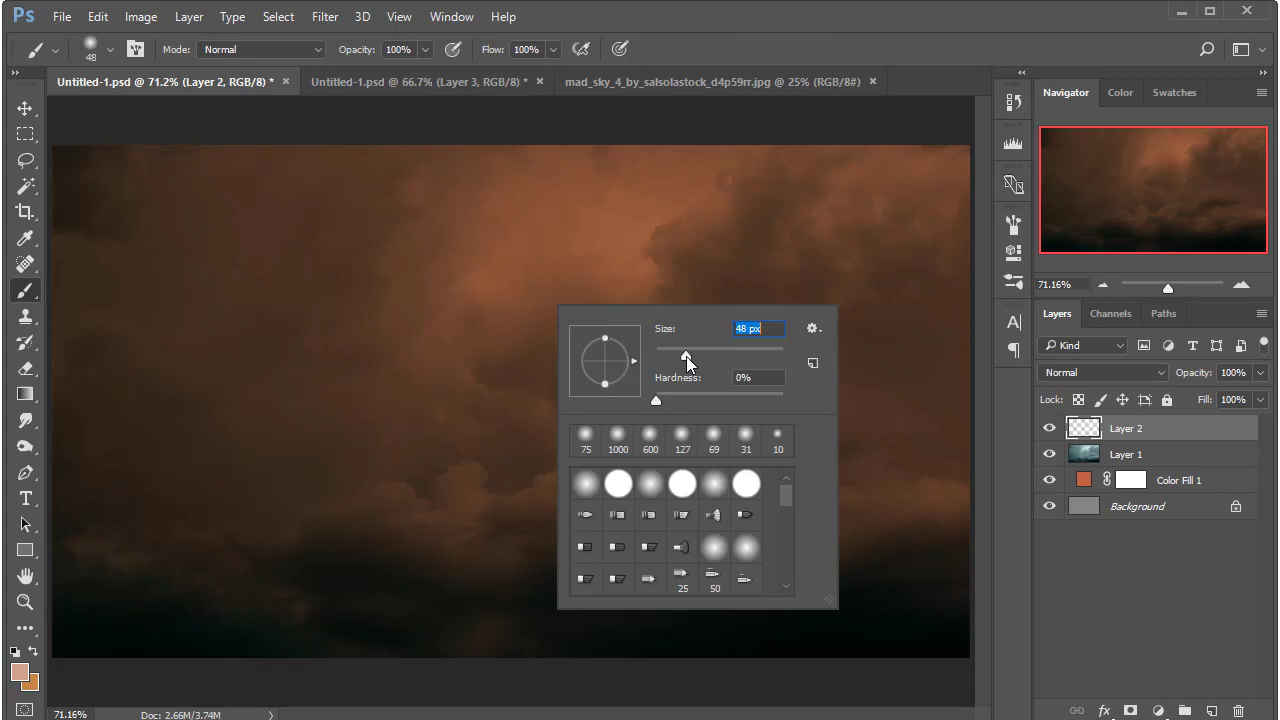 Ps File Edit Image Layer Type Select Filter 3D View Window Help
48 Mode: Normal Opacity: 100% Flow: 100%
Untitled-1.psd @ 71.2% (Layer 2, RGB/8) * Untitled-1.psd @ 66.7% (Layer 3, RGB/8) * mad_sky_4_by_salsolastock_d4p59rr.jpg @ 25% (RGB/8#)
Navigator Color Swatches
71.16%
Layers Channels Paths
Kind
Normal Opacity: 100%
Lock: Fill: 100%
Layer 2
Layer 1
Color Fill 1
Background
Size: 48 px
Hardness: 0%
75 1000 600 127 69 31 10
25 50
71.16% Doc: 2.66M/3.74M